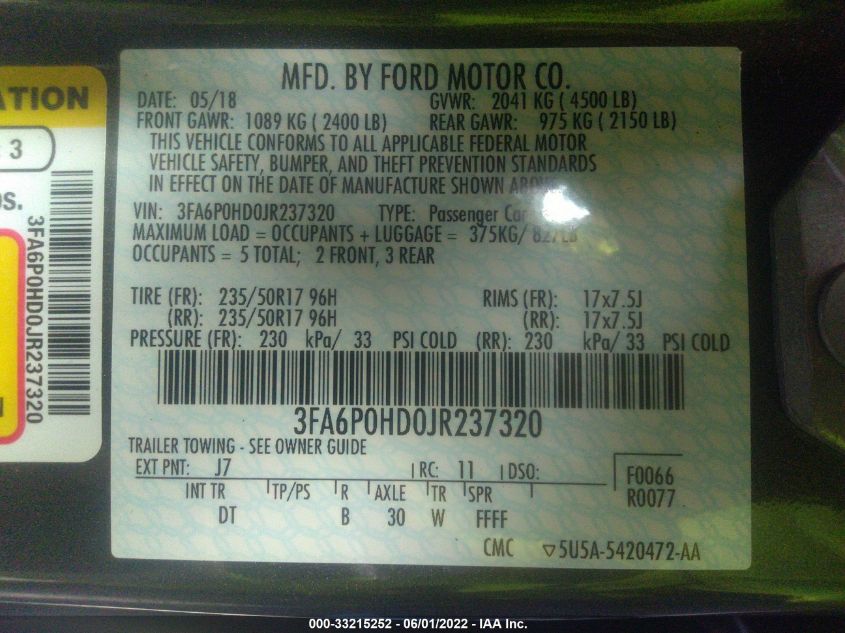 ATION
3
OS.
3FA6P0HD0JR237320
MFD. BY FORD MOTOR CO.
DATE: 05/18 GVWR: 2041 KG ( 4500 LB)
FRONT GAWR: 1089 KG ( 2400 LB) REAR GAWR: 975 KG ( 2150 LB)
THIS VEHICLE CONFORMS TO ALL APPLICABLE FEDERAL MOTOR
VEHICLE SAFETY, BUMPER, AND THEFT PREVENTION STANDARDS
IN EFFECT ON THE DATE OF MANUFACTURE SHOWN ABOVE
VIN: 3FA6P0HD0JR237320 TYPE: Passenger Car
MAXIMUM LOAD = OCCUPANTS + LUGGAGE = 375KG/ 827LB
OCCUPANTS = 5 TOTAL; 2 FRONT, 3 REAR
TIRE (FR): 235/50R17 96H RIMS (FR): 17x7.5J
(RR): 235/50R17 96H (RR): 17x7.5J
PRESSURE (FR): 230 kPa/ 33 PSI COLD (RR): 230 kPa/ 33 PSI COLD
3FA6P0HD0JR237320
TRAILER TOWING - SEE OWNER GUIDE
EXT PNT: J7 RC: 11 DSO: F0066
INT TR TP/PS R AXLE TR SPR R0077
DT B 30 W FFFF
CMC ▽5U5A-5420472-AA
000-33215252 - 06/01/2022 - IAA Inc.